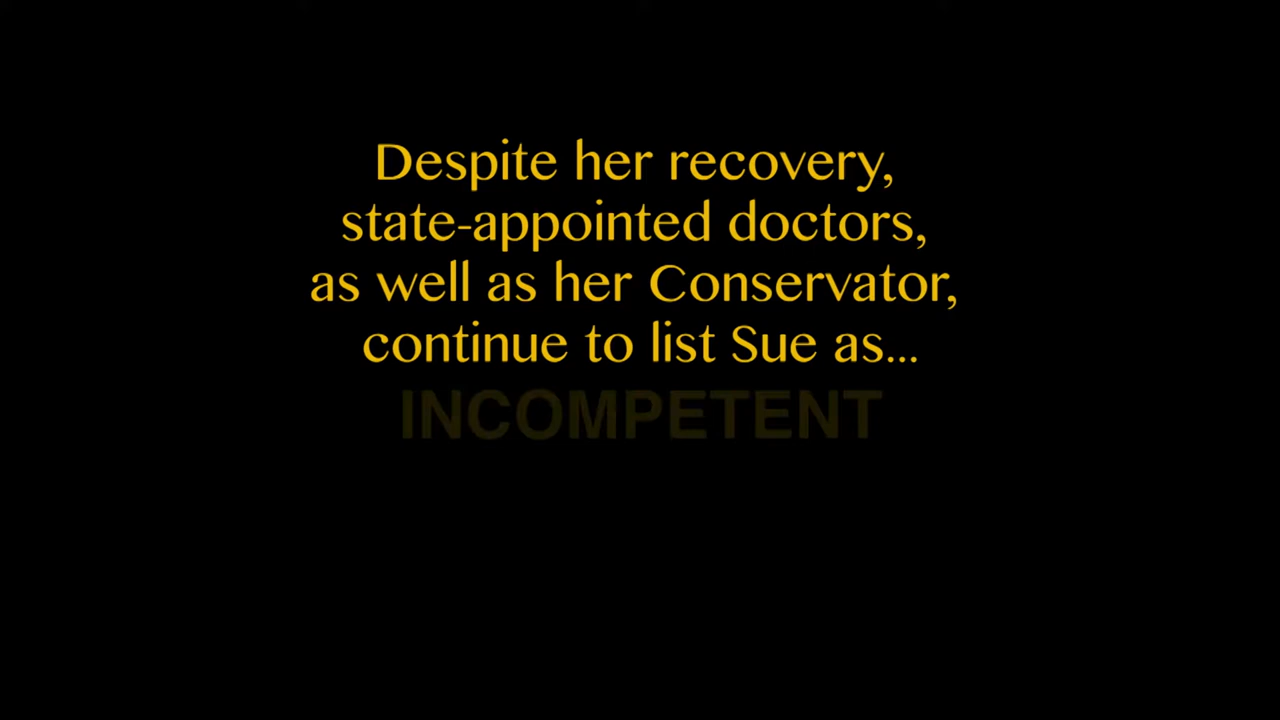 Despite her recovery,
state-appointed doctors,
as well as her Conservator,
continue to list Sue as...
INCOMPETENT